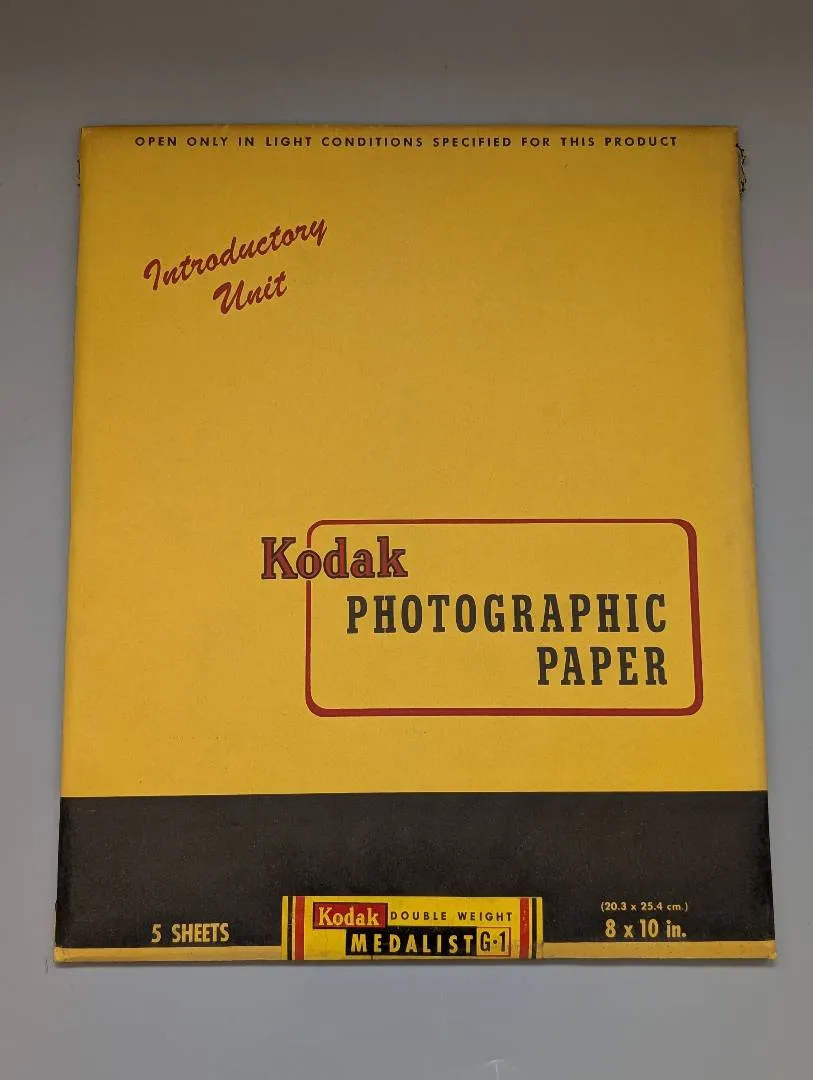 OPEN ONLY IN LIGHT CONDITIONS SPECIFIED FOR THIS PRODUCT
Introductory
Unit
Kodak
PHOTOGRAPHIC
PAPER
5 SHEETS
Kodak DOUBLE WEIGHT
MEDALIST G-1
(20.3 x 25.4 cm.)
8 x 10 in.